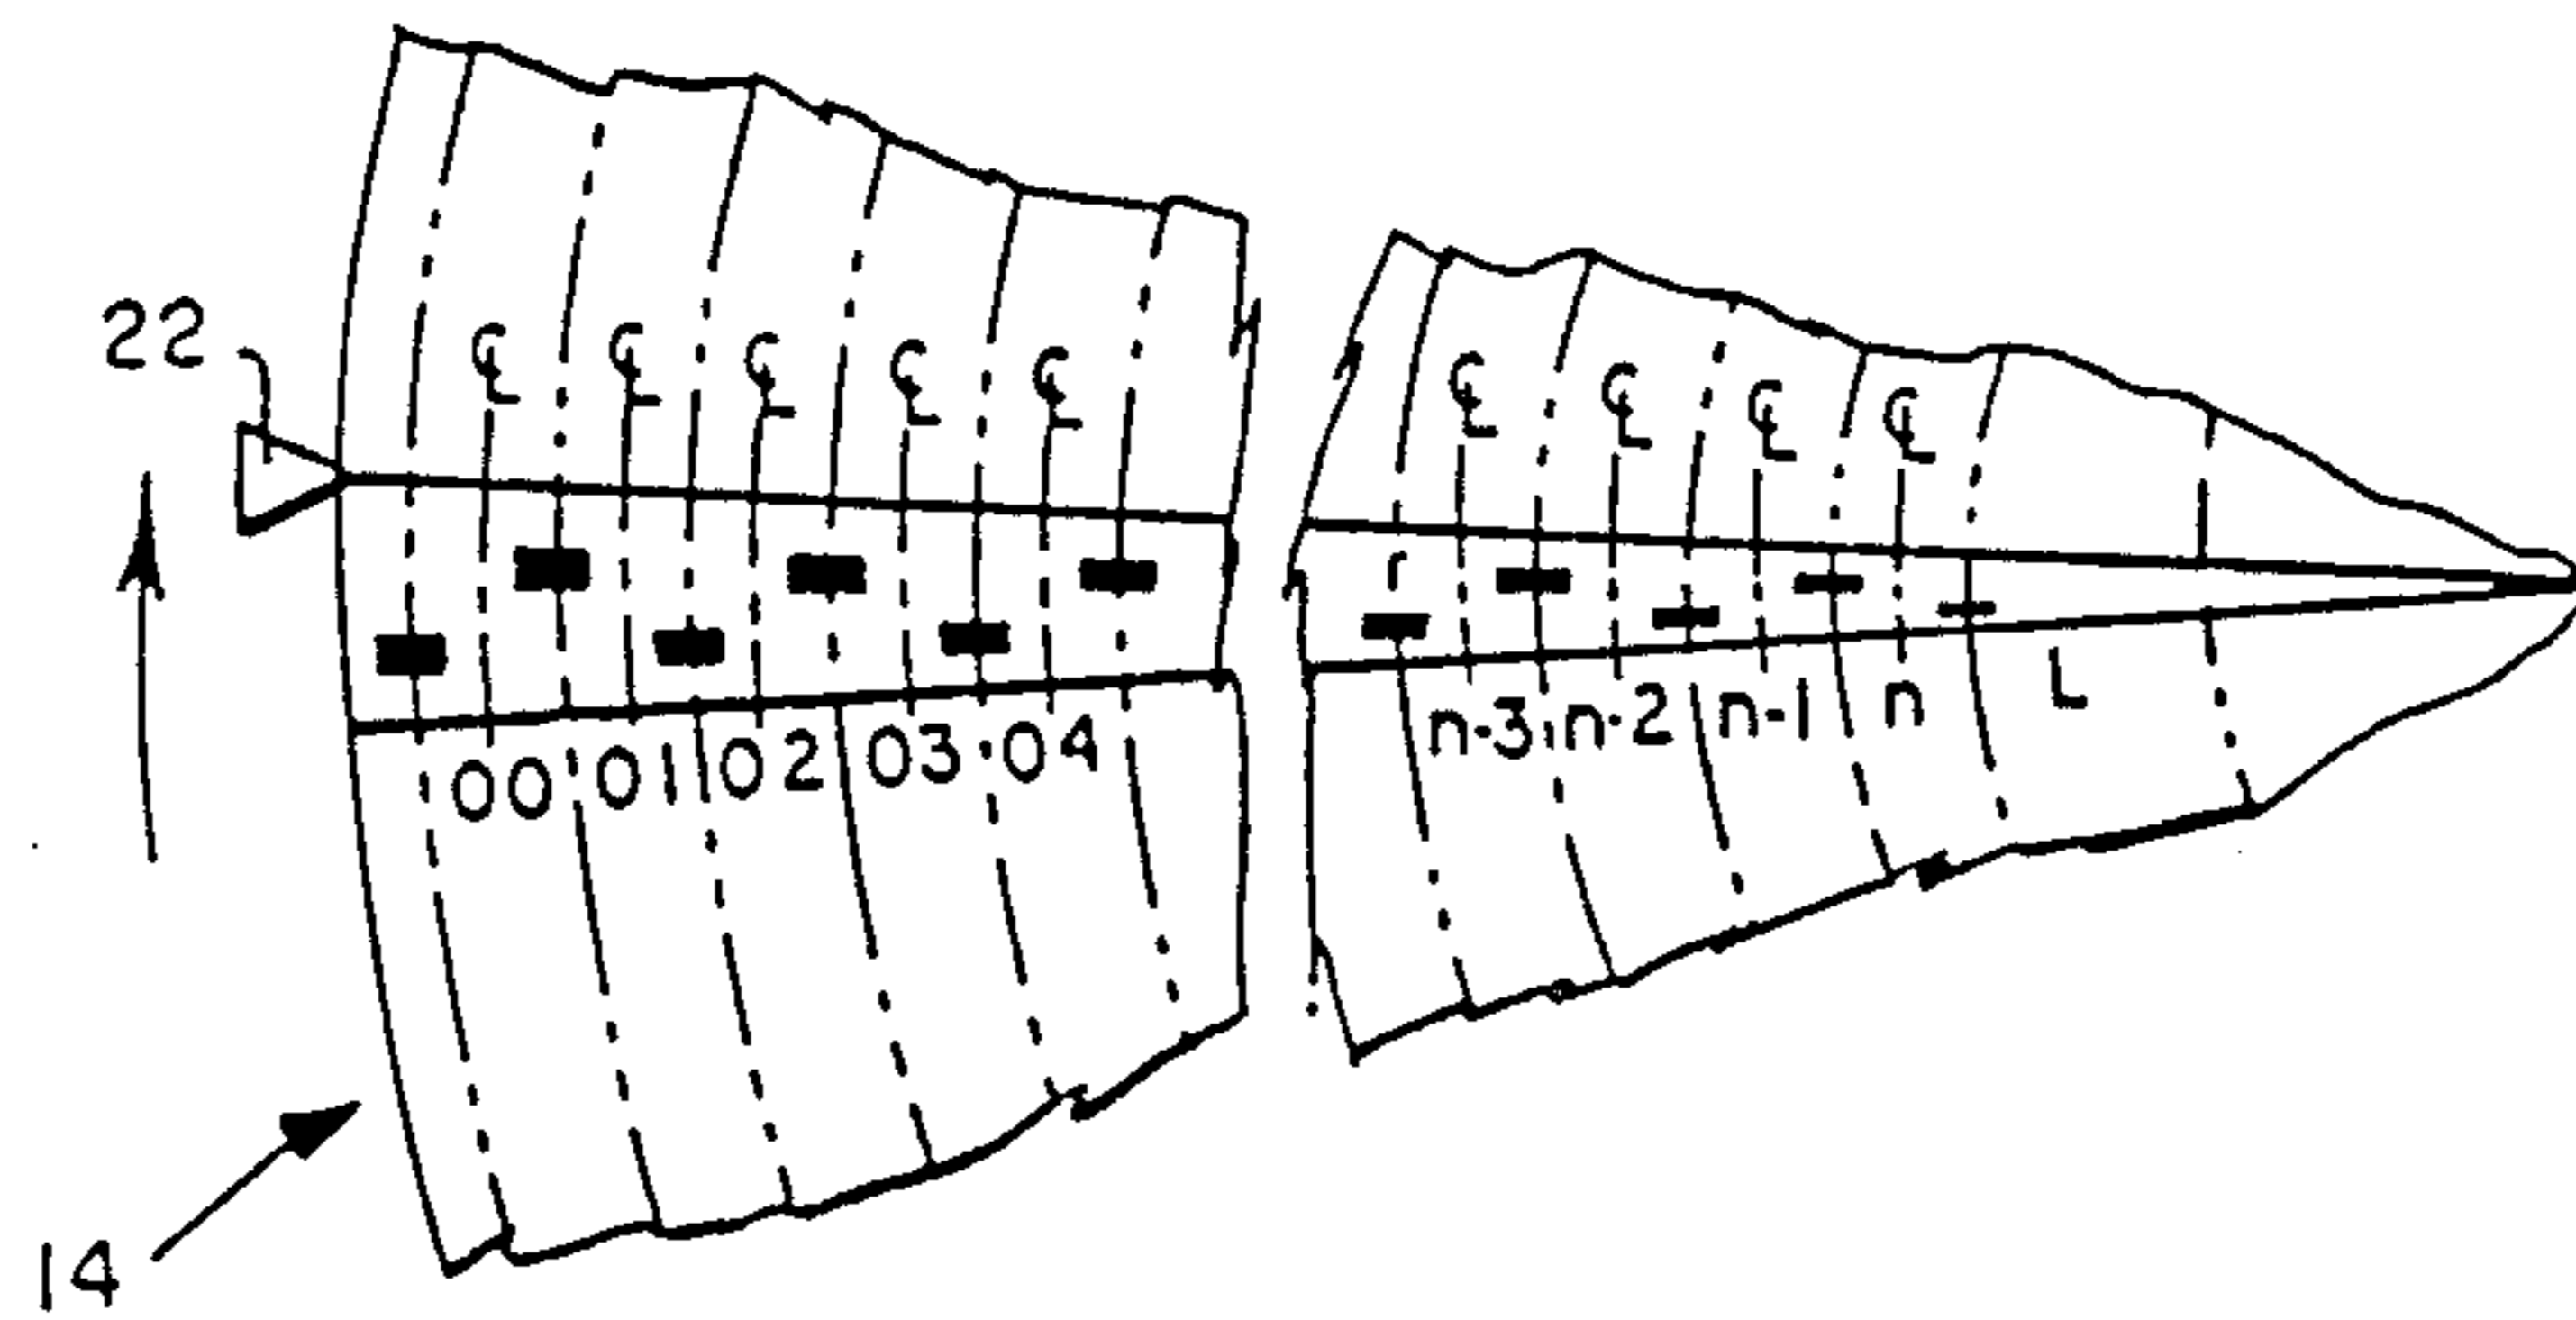 22
℄ ℄ ℄ ℄ ℄ ℄ ℄ ℄ ℄
r
00 01 02 03 04 n-3 n-2 n-1 n L
14